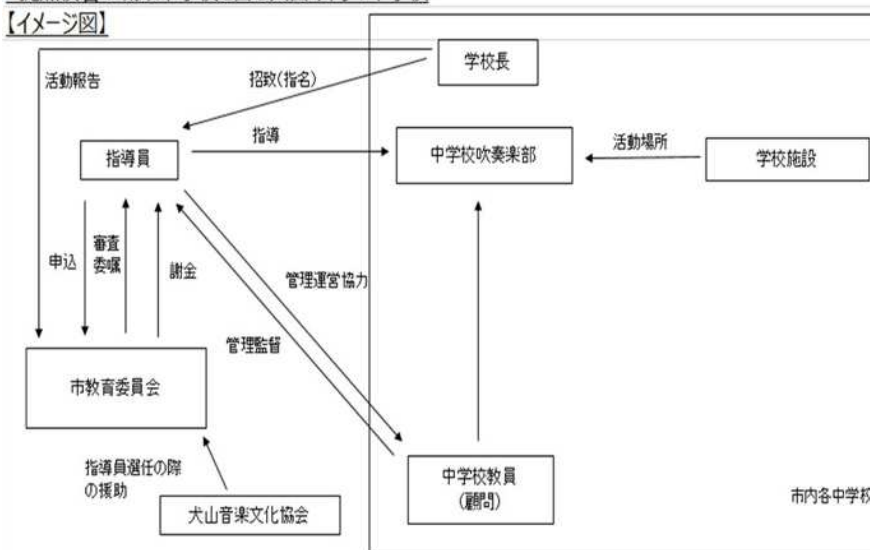 【イメージ図】
学校長
活動報告
招致(指名)
指導
活動場所
指導員
中学校吹奏楽部
学校施設
申込
審査
委嘱
謝金
管理運営協力
管理監督
市教育委員会
指導員選任の際
の援助
中学校教員
(顧問)
市内各中学校
犬山音楽文化協会